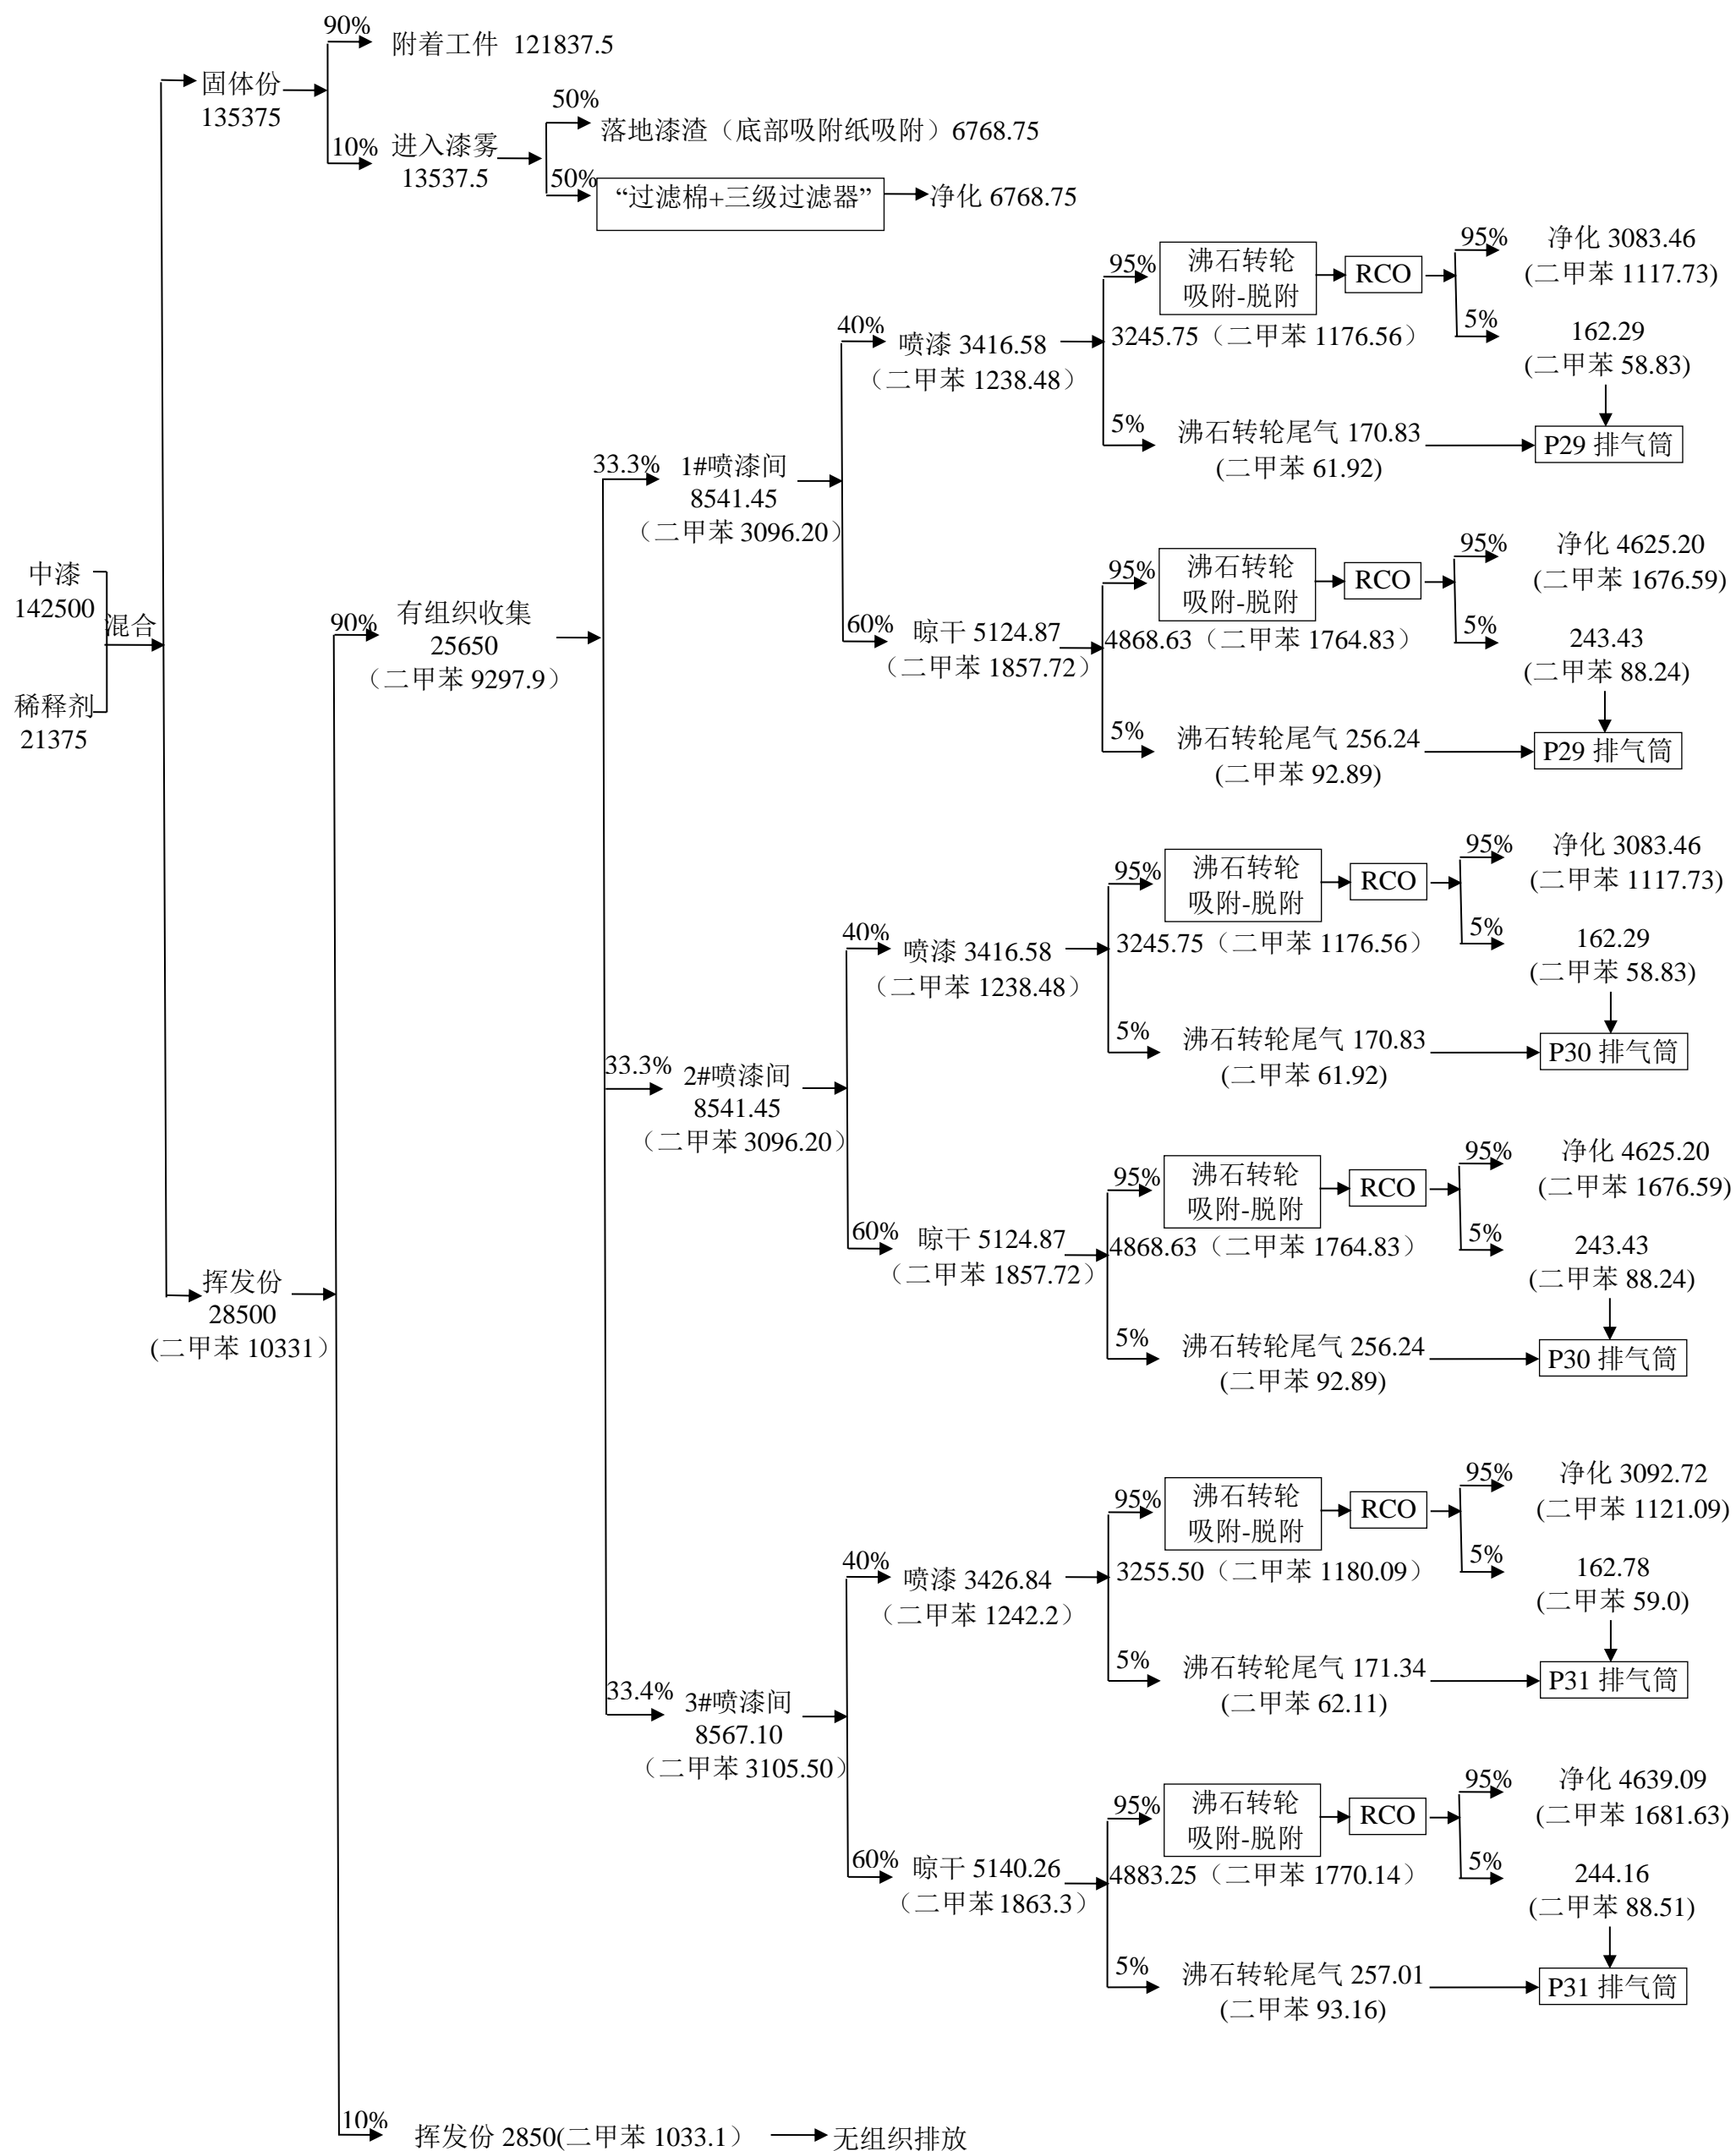 90%
附着工件 121837.5
固体份
135375
50%
落地漆渣（底部吸附纸吸附）6768.75
10%
进入漆雾
13537.5
50%
“过滤棉+三级过滤器”
净化 6768.75
95%
沸石转轮
吸附-脱附
RCO
95%
净化 3083.46
(二甲苯 1117.73)
40%
喷漆 3416.58
（二甲苯 1238.48）
3245.75（二甲苯 1176.56）
5%
162.29
(二甲苯 58.83)
5%
沸石转轮尾气 170.83
(二甲苯 61.92)
P29 排气筒
33.3%
1#喷漆间
8541.45
（二甲苯 3096.20）
95%
沸石转轮
吸附-脱附
RCO
95%
净化 4625.20
(二甲苯 1676.59)
中漆
142500
混合
稀释剂
21375
90%
有组织收集
25650
（二甲苯 9297.9）
60%
晾干 5124.87
（二甲苯 1857.72）
4868.63（二甲苯 1764.83）
5%
243.43
(二甲苯 88.24)
5%
沸石转轮尾气 256.24
(二甲苯 92.89)
P29 排气筒
95%
沸石转轮
吸附-脱附
RCO
95%
净化 3083.46
(二甲苯 1117.73)
40%
喷漆 3416.58
（二甲苯 1238.48）
3245.75（二甲苯 1176.56）
5%
162.29
(二甲苯 58.83)
5%
沸石转轮尾气 170.83
(二甲苯 61.92)
P30 排气筒
33.3%
2#喷漆间
8541.45
（二甲苯 3096.20）
95%
沸石转轮
吸附-脱附
RCO
95%
净化 4625.20
(二甲苯 1676.59)
60%
晾干 5124.87
（二甲苯 1857.72）
4868.63（二甲苯 1764.83）
5%
243.43
(二甲苯 88.24)
挥发份
28500
(二甲苯 10331）
5%
沸石转轮尾气 256.24
(二甲苯 92.89)
P30 排气筒
95%
沸石转轮
吸附-脱附
RCO
95%
净化 3092.72
(二甲苯 1121.09)
40%
喷漆 3426.84
（二甲苯 1242.2）
3255.50（二甲苯 1180.09）
5%
162.78
(二甲苯 59.0)
5%
沸石转轮尾气 171.34
(二甲苯 62.11)
P31 排气筒
33.4%
3#喷漆间
8567.10
（二甲苯 3105.50）
95%
沸石转轮
吸附-脱附
RCO
95%
净化 4639.09
(二甲苯 1681.63)
60%
晾干 5140.26
（二甲苯1863.3）
4883.25（二甲苯 1770.14）
5%
244.16
(二甲苯 88.51)
5%
沸石转轮尾气 257.01
(二甲苯 93.16)
P31 排气筒
10%
挥发份 2850(二甲苯 1033.1）
无组织排放